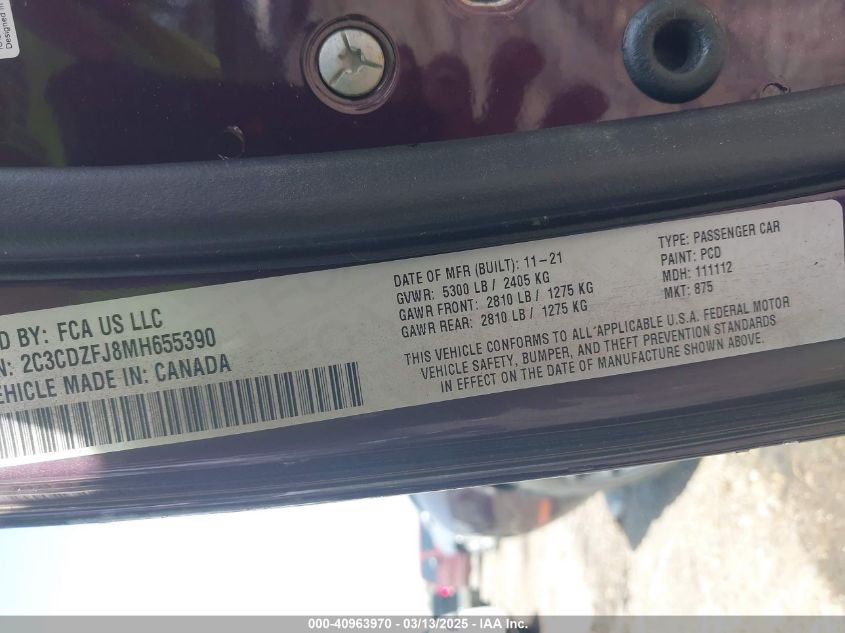 Designed in
DATE OF MFR (BUILT): 11-21
GVWR: 5300 LB / 2405 KG
GAWR FRONT: 2810 LB / 1275 KG
GAWR REAR: 2810 LB / 1275 KG
TYPE: PASSENGER CAR
PAINT: PCD
MDH: 111112
MKT: 875
D BY: FCA US LLC
N: 2C3CDZFJ8MH655390
EHICLE MADE IN: CANADA
THIS VEHICLE CONFORMS TO ALL APPLICABLE U.S.A. FEDERAL MOTOR
VEHICLE SAFETY, BUMPER, AND THEFT PREVENTION STANDARDS
IN EFFECT ON THE DATE OF MANUFACTURE SHOWN ABOVE.
000-40963970 - 03/13/2025 - IAA Inc.